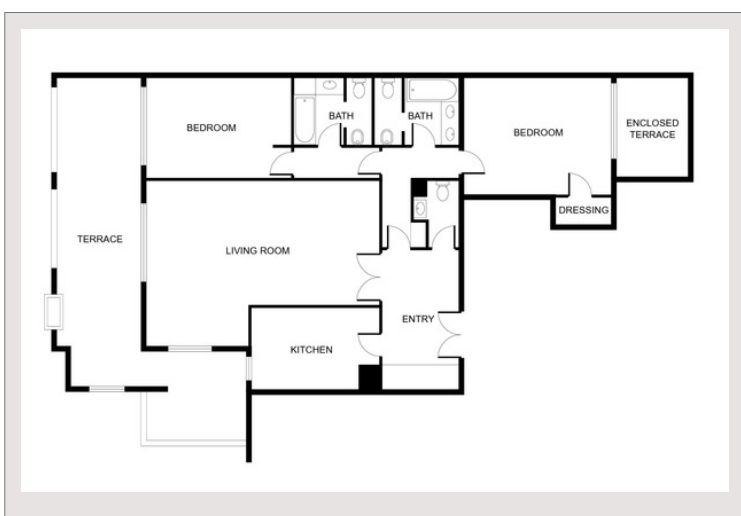 BEDROOM
BATH
BATH
BEDROOM
ENCLOSED
TERRACE
DRESSING
TERRACE
LIVING ROOM
ENTRY
KITCHEN